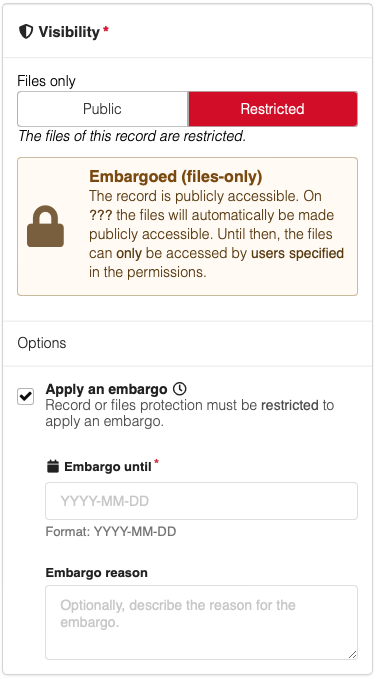 Visibility *
Files only
Public
Restricted
The files of this record are restricted.
Embargoed (files-only)
The record is publicly accessible. On
??? the files will automatically be made
publicly accessible. Until then, the files
can only be accessed by users specified
in the permissions.
Options
Apply an embargo
Record or files protection must be restricted to
apply an embargo.
Embargo until *
YYYY-MM-DD
Format: YYYY-MM-DD
Embargo reason
Optionally, describe the reason for the
embargo.